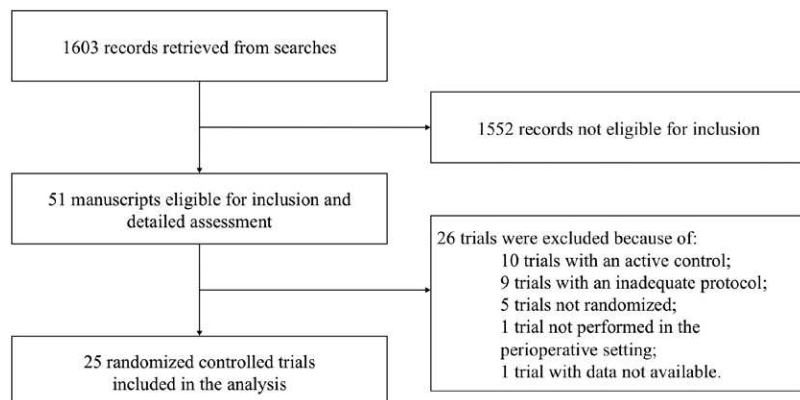 1603 records retrieved from searches
1552 records not eligible for inclusion
51 manuscripts eligible for inclusion and
detailed assessment
26 trials were excluded because of:
10 trials with an active control;
9 trials with an inadequate protocol;
5 trials not randomized;
1 trial not performed in the
perioperative setting;
1 trial with data not available.
25 randomized controlled trials
included in the analysis